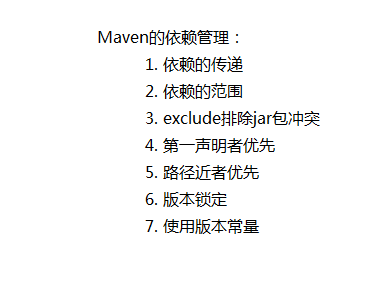 Maven的依赖管理：
1. 依赖的传递
2. 依赖的范围
3. exclude排除jar包冲突
4. 第一声明者优先
5. 路径近者优先
6. 版本锁定
7. 使用版本常量